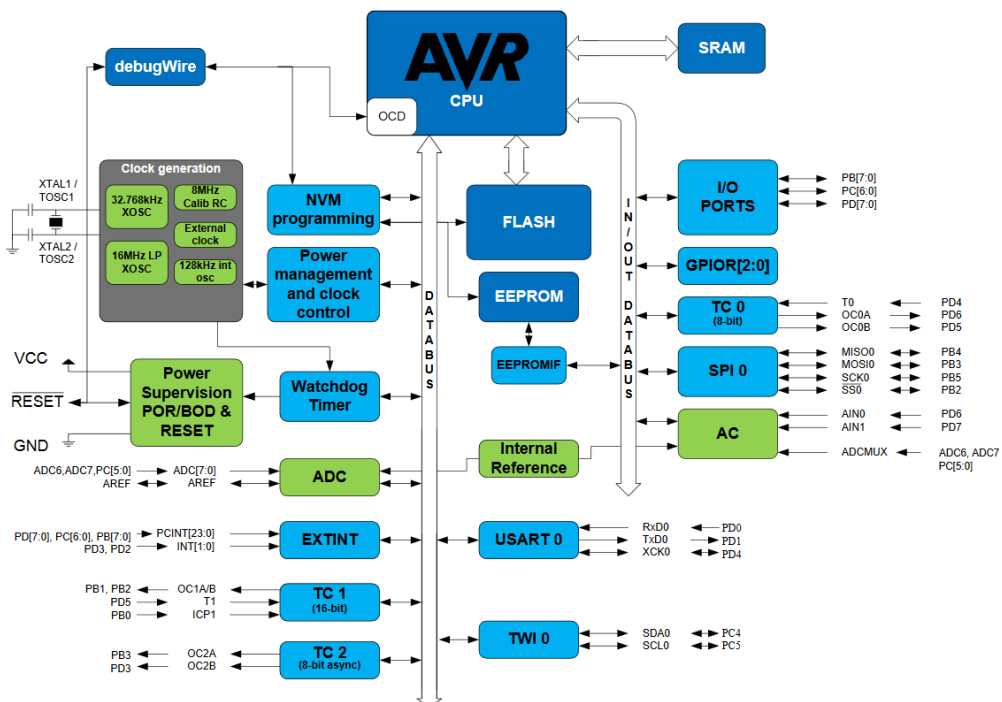 AVR
CPU
OCD
SRAM
debugWire
Clock generation
XTAL1 /
TOSC1
32.768kHz
XOSC
8MHz
Calib RC
External
clock
XTAL2 /
TOSC2
16MHz LP
XOSC
128kHz int
osc
NVM
programming
FLASH
Power
management
and clock
control
EEPROM
EEPROMIF
DATABUS
IN/OUT DATABUS
I/O
PORTS
PB[7:0]
PC[6:0]
PD[7:0]
GPIOR[2:0]
TC 0
(8-bit)
T0 PD4
OC0A PD6
OC0B PD5
SPI 0
MISO0 PB4
MOSI0 PB3
SCK0 PB5
SS0 PB2
AC
AIN0 PD6
AIN1 PD7
ADCMUX ADC6, ADC7
PC[5:0]
VCC
RESET
GND
Power
Supervision
POR/BOD &
RESET
Watchdog
Timer
Internal
Reference
ADC6,ADC7,PC[5:0] ADC[7:0]
AREF AREF
ADC
PD[7:0], PC[6:0], PB[7:0] PCINT[23:0]
PD3, PD2 INT[1:0]
EXTINT
USART 0
RxD0 PD0
TxD0 PD1
XCK0 PD4
PB1, PB2 OC1A/B
PD5 T1
PB0 ICP1
TC 1
(16-bit)
TWI 0
SDA0 PC4
SCL0 PC5
PB3 OC2A
PD3 OC2B
TC 2
(8-bit async)